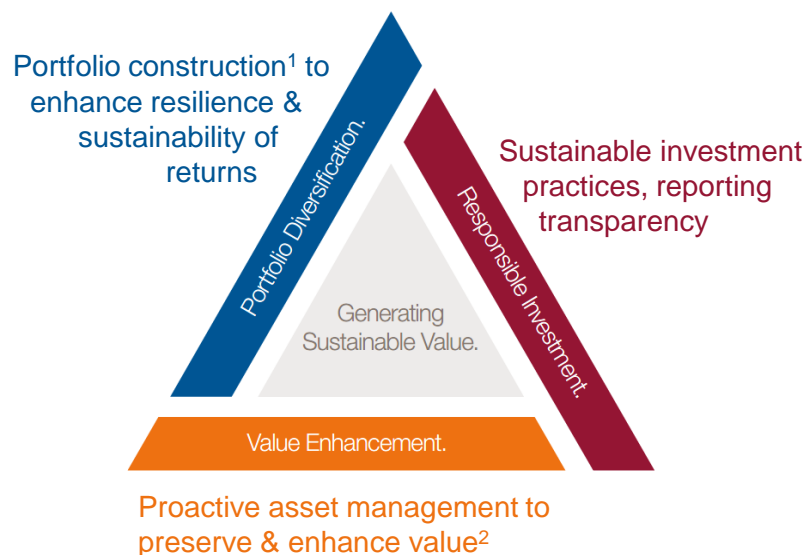 Portfolio construction¹ to
enhance resilience &
sustainability of
returns
Portfolio Diversification.
Sustainable investment
practices, reporting
transparency
Responsible Investment.
Generating
Sustainable Value.
Value Enhancement.
Proactive asset management to
preserve & enhance value²